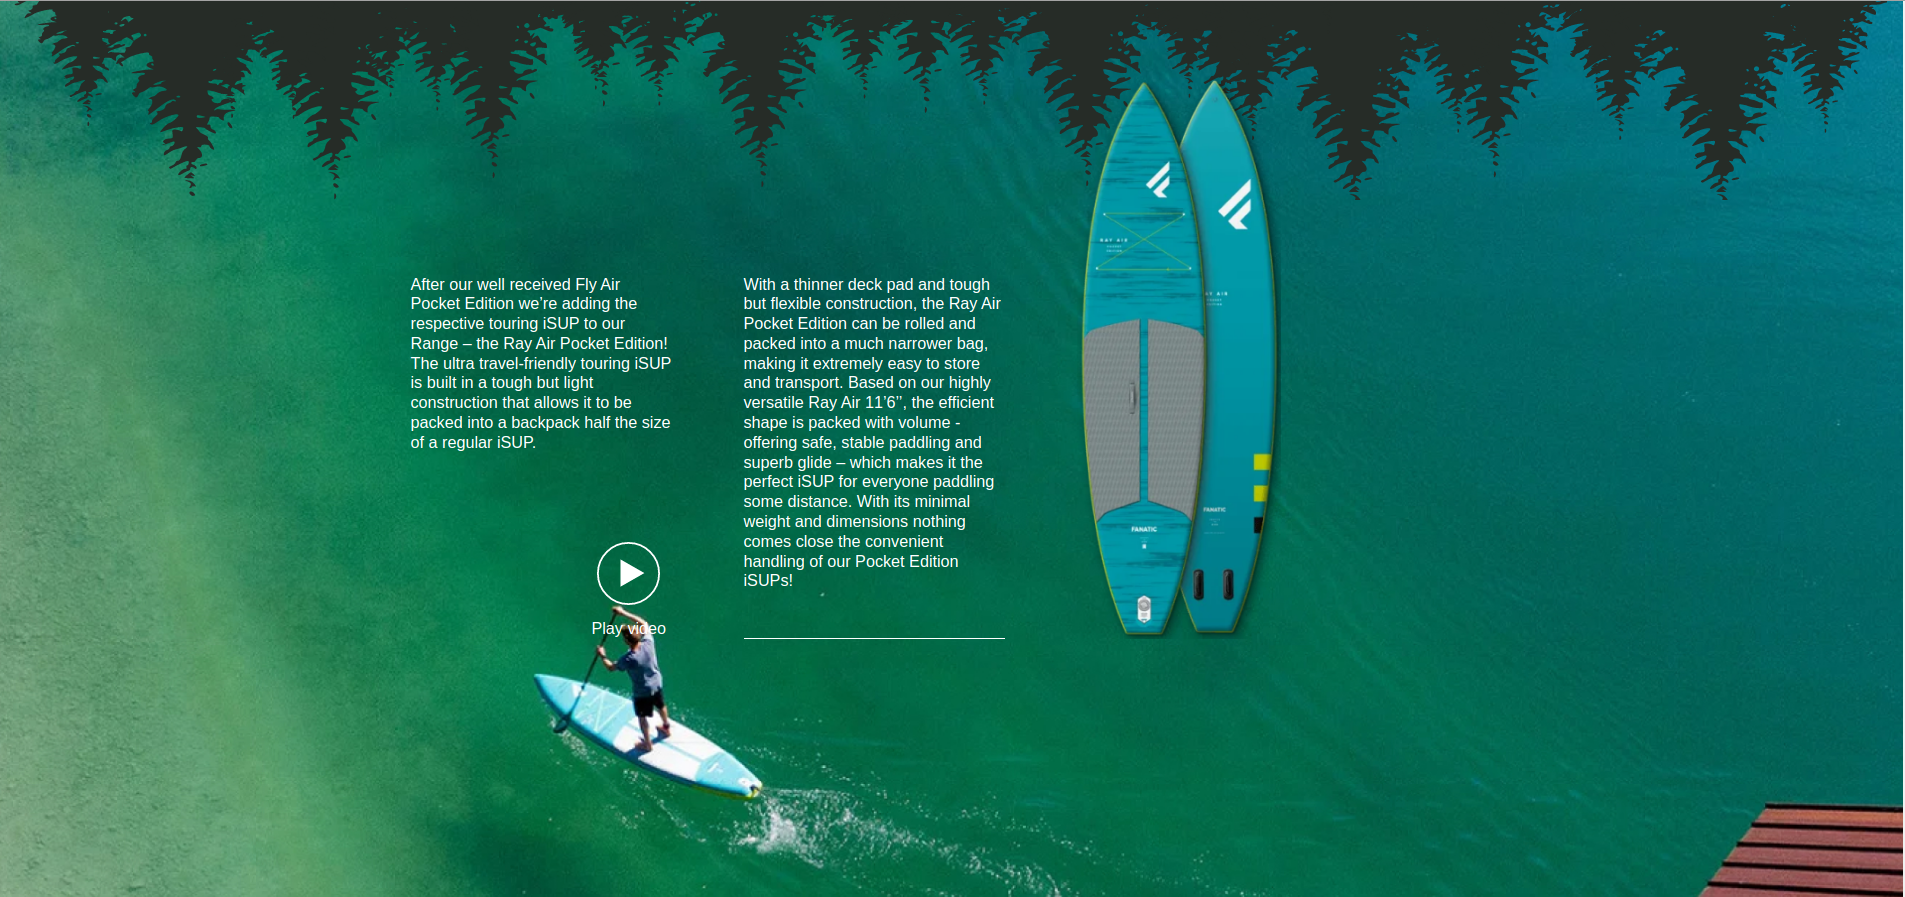 After our well received Fly Air
Pocket Edition we’re adding the
respective touring iSUP to our
Range – the Ray Air Pocket Edition!
The ultra travel-friendly touring iSUP
is built in a tough but light
construction that allows it to be
packed into a backpack half the size
of a regular iSUP.
Play video
With a thinner deck pad and tough
but flexible construction, the Ray Air
Pocket Edition can be rolled and
packed into a much narrower bag,
making it extremely easy to store
and transport. Based on our highly
versatile Ray Air 11’6’’, the efficient
shape is packed with volume -
offering safe, stable paddling and
superb glide – which makes it the
perfect iSUP for everyone paddling
some distance. With its minimal
weight and dimensions nothing
comes close the convenient
handling of our Pocket Edition
iSUPs!
RAY AIR
FANATIC
FANATIC